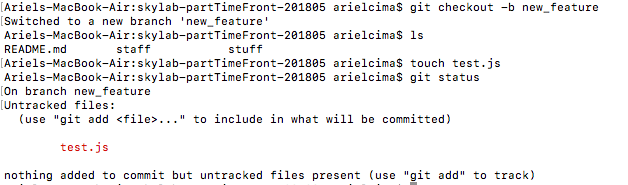 Ariels-MacBook-Air:skylab-partTimeFront-201805 arielcima$ git checkout -b new_feature
Switched to a new branch 'new_feature'
Ariels-MacBook-Air:skylab-partTimeFront-201805 arielcima$ ls
README.md staff stuff
Ariels-MacBook-Air:skylab-partTimeFront-201805 arielcima$ touch test.js
Ariels-MacBook-Air:skylab-partTimeFront-201805 arielcima$ git status
On branch new_feature
Untracked files:
(use "git add <file>..." to include in what will be committed)
test.js
nothing added to commit but untracked files present (use "git add" to track)